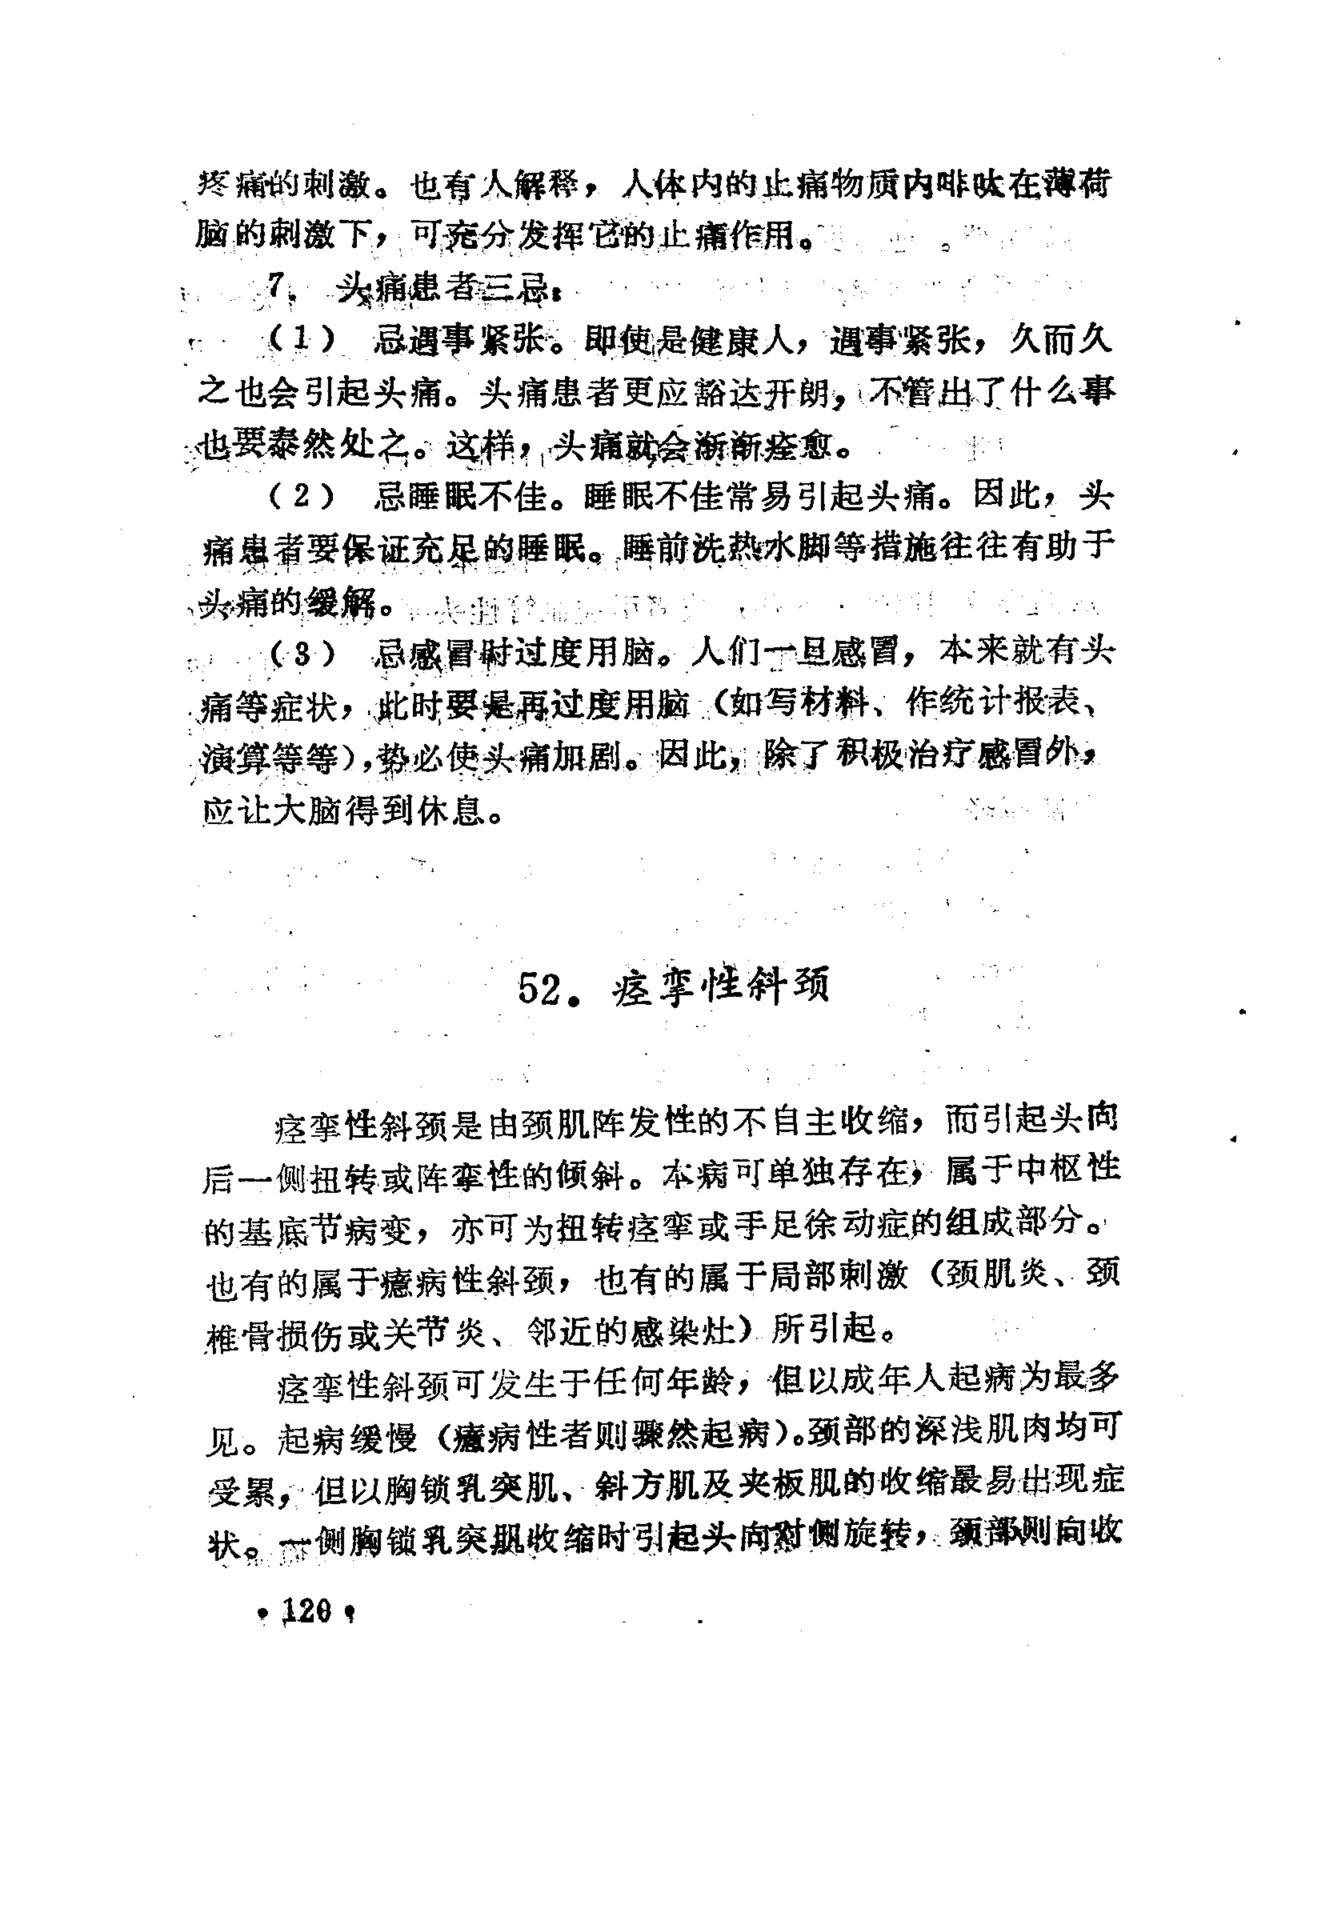 疼痛的刺激。也有人解释，人体内的止痛物质内啡呔在薄荷
脑的刺激下，可充分发挥它的止痛作用。
7．头痛患者三忌：
（1）忌遇事紧张。即使是健康人，遇事紧张，久而久
之也会引起头痛。头痛患者更应豁达开朗，不管出了什么事
也要泰然处之。这样，头痛就会渐渐痊愈。
（2）忌睡眠不佳。睡眠不佳常易引起头痛。因此，头
痛患者要保证充足的睡眠。睡前洗热水脚等措施往往有助于
头痛的缓解。
（3）忌感冒时过度用脑。人们一旦感冒，本来就有头
痛等症状，此时要是再过度用脑（如写材料、作统计报表、
演算等等），势必使头痛加剧。因此，除了积极治疗感冒外，
应让大脑得到休息。
52．痉挛性斜颈
痉挛性斜颈是由颈肌阵发性的不自主收缩，而引起头向
后一侧扭转或阵挛性的倾斜。本病可单独存在，属于中枢性
的基底节病变，亦可为扭转痉挛或手足徐动症的组成部分。
也有的属于癔病性斜颈，也有的属于局部刺激（颈肌炎、颈
椎骨损伤或关节炎、邻近的感染灶）所引起。
痉挛性斜颈可发生于任何年龄，但以成年人起病为最多
见。起病缓慢（癔病性者则骤然起病）。颈部的深浅肌肉均可
受累，但以胸锁乳突肌、斜方肌及夹板肌的收缩最易出现症
状。一侧胸锁乳突肌收缩时引起头向对侧旋转，颈部则向收
•120•